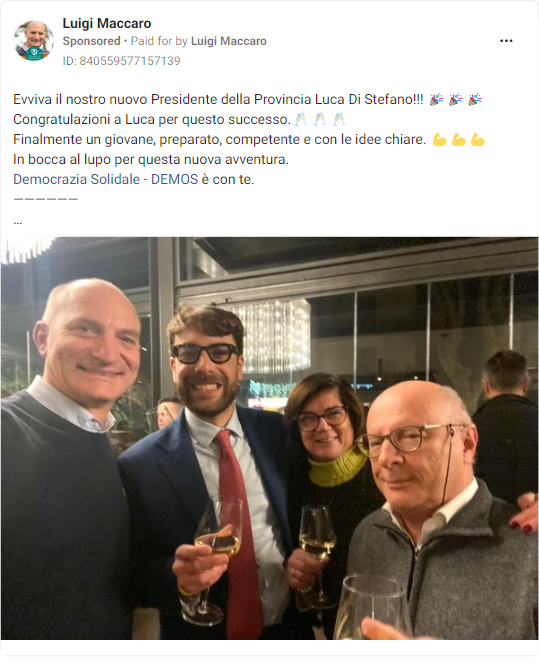 Luigi Maccaro
Sponsored • Paid for by Luigi Maccaro
ID: 840559577157139
Evviva il nostro nuovo Presidente della Provincia Luca Di Stefano!!! 🎉 🎉 🎉
Congratulazioni a Luca per questo successo. 🥂 🥂 🥂
Finalmente un giovane, preparato, competente e con le idee chiare. 💪 💪 💪
In bocca al lupo per questa nuova avventura.
Democrazia Solidale - DEMOS è con te.
——————
...